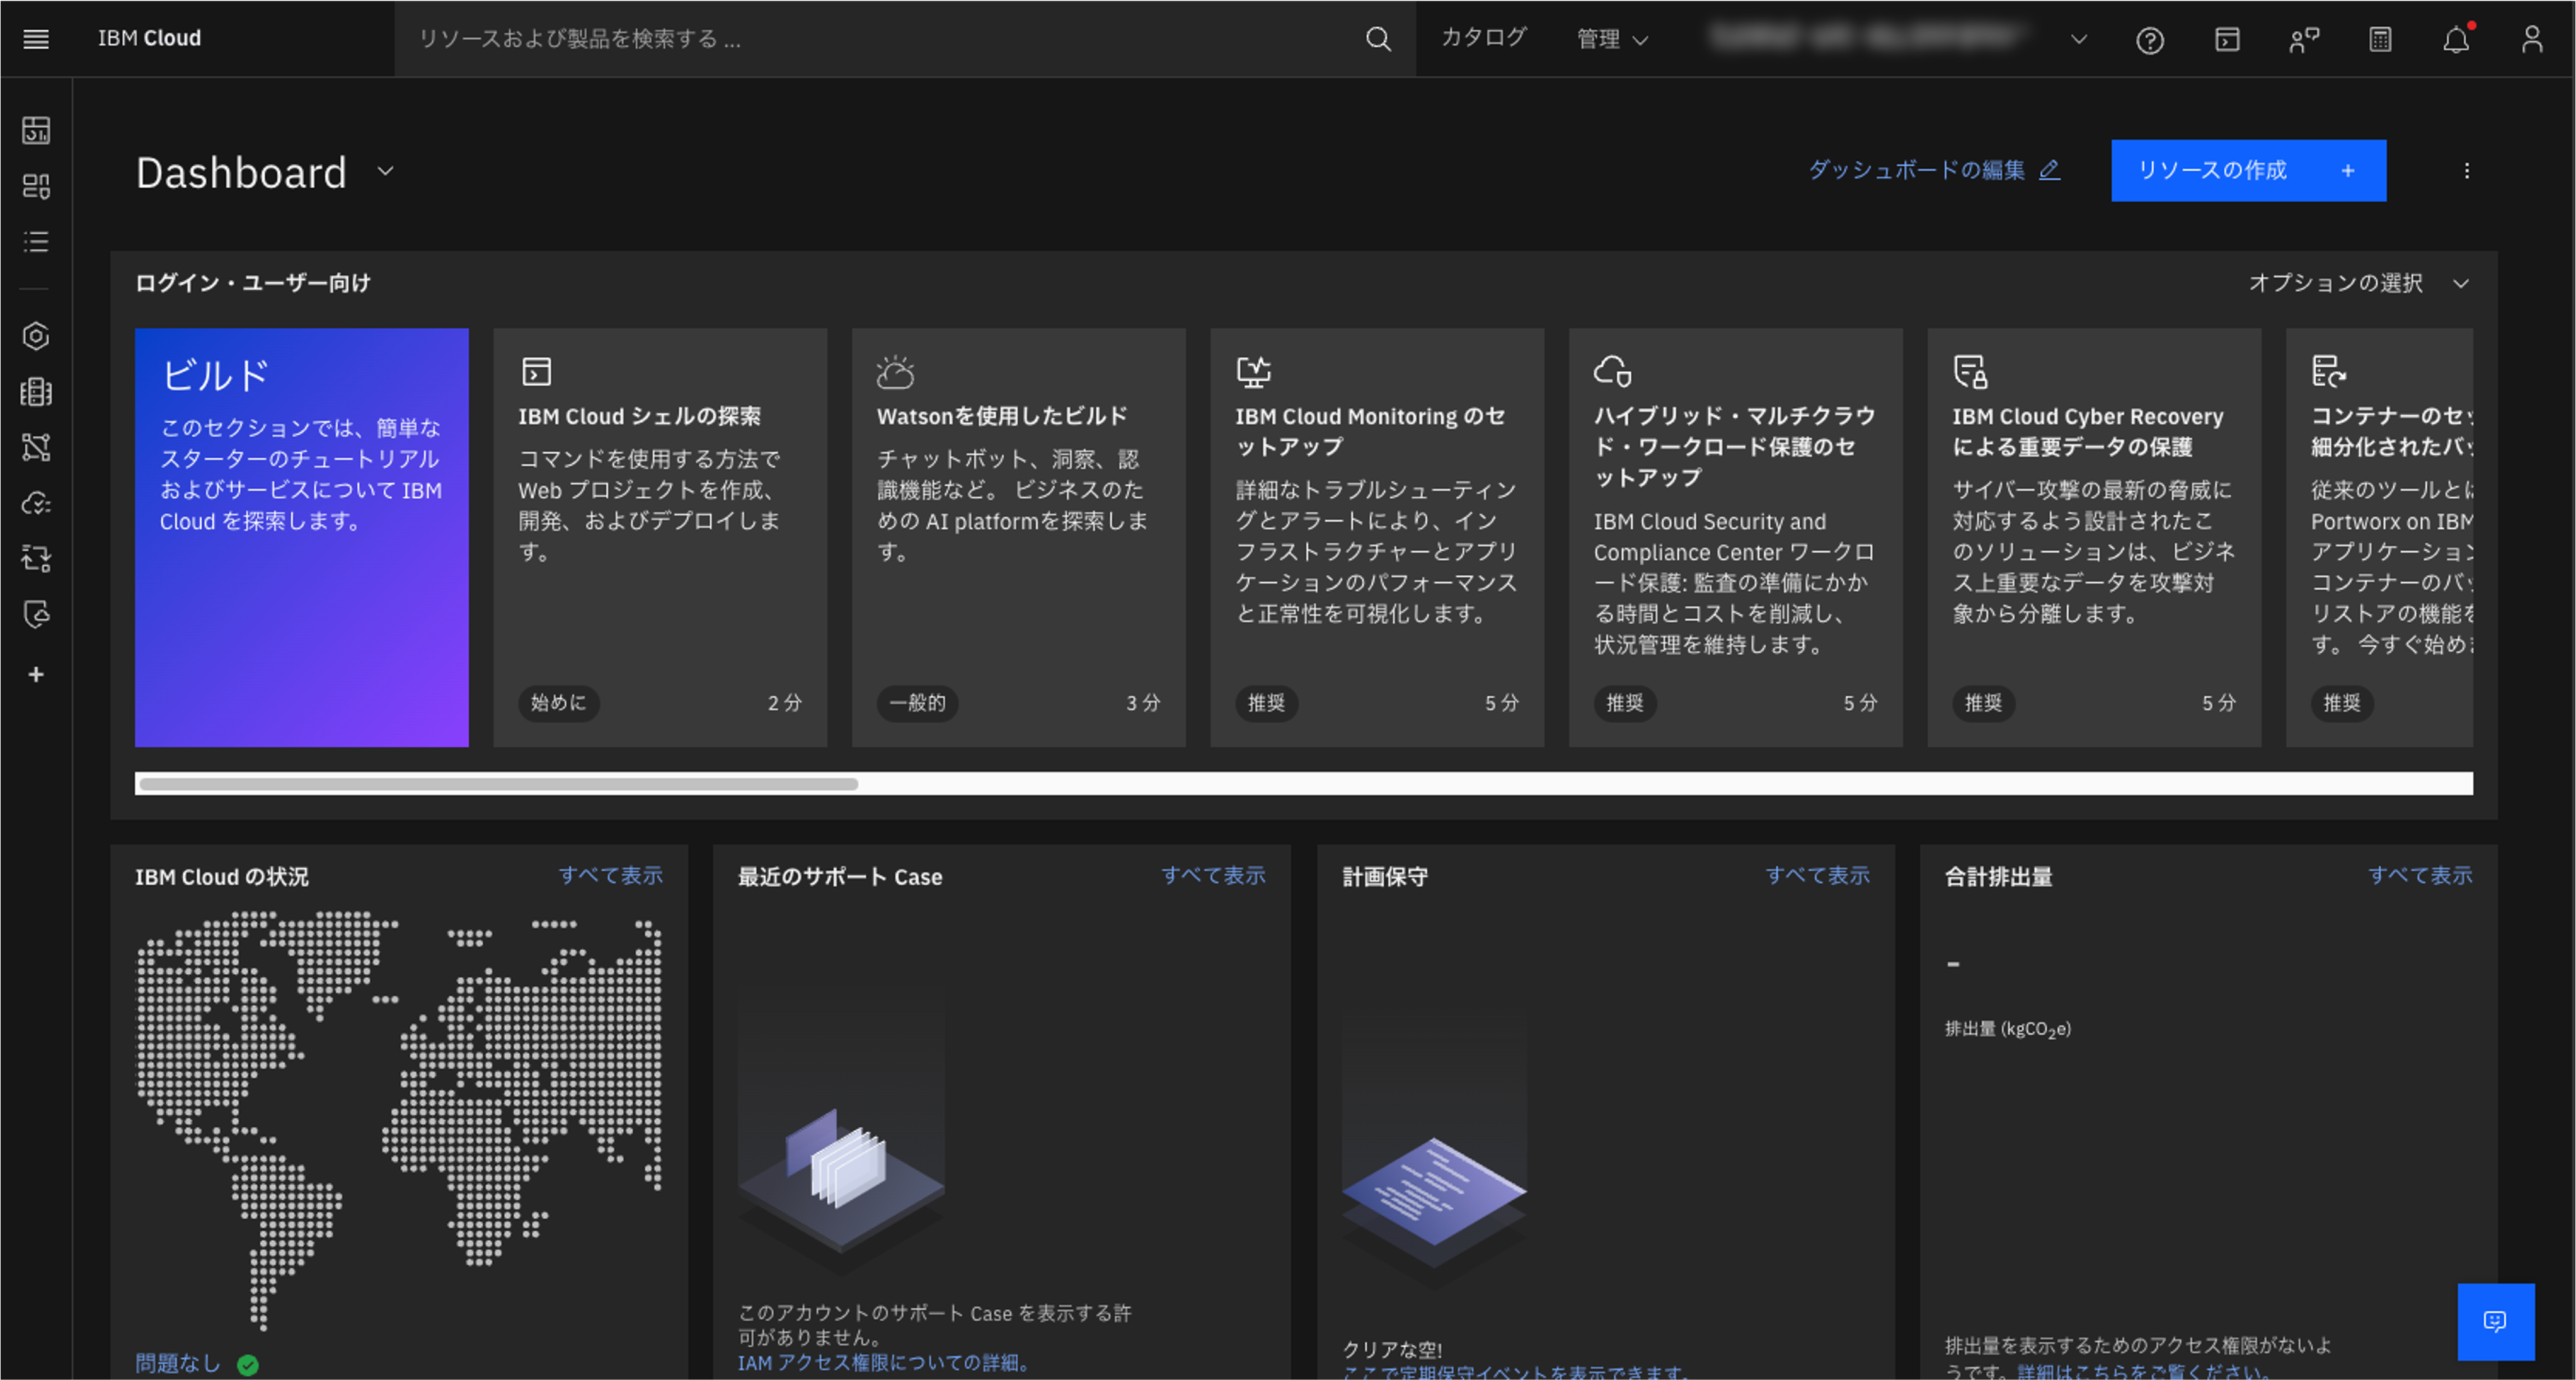 IBM Cloud
リソースおよび製品を検索する ...
カタログ
管理
Dashboard
ダッシュボードの編集
リソースの作成 +
ログイン・ユーザー向け
オプションの選択
ビルド
このセクションでは、簡単な
スターターのチュートリアル
およびサービスについて IBM
Cloud を探索します。
IBM Cloud シェルの探索
コマンドを使用する方法で
Web プロジェクトを作成、
開発、およびデプロイしま
す。
始めに
2 分
Watsonを使用したビルド
チャットボット、洞察、認
識機能など。 ビジネスのた
めの AI platformを探索しま
す。
一般的
3 分
IBM Cloud Monitoring のセ
ットアップ
詳細なトラブルシューティン
グとアラートにより、イン
フラストラクチャーとアプリ
ケーションのパフォーマンス
と正常性を可視化します。
推奨
5 分
ハイブリッド・マルチクラウ
ド・ワークロード保護のセ
ットアップ
IBM Cloud Security and
Compliance Center ワークロ
ード保護: 監査の準備にかか
る時間とコストを削減し、
状況管理を維持します。
推奨
5 分
IBM Cloud Cyber Recovery
による重要データの保護
サイバー攻撃の最新の脅威に
対応するよう設計されたこ
のソリューションは、ビジネ
ス上重要なデータを攻撃対
象から分離します。
推奨
5 分
コンテナーのセッ
細分化されたバッ
従来のツールとは
Portworx on IBM
アプリケーション
コンテナーのバッ
リストアの機能を
す。 今すぐ始めま
推奨
IBM Cloud の状況
すべて表示
問題なし
最近のサポート Case
すべて表示
このアカウントのサポート Case を表示する許
可がありません。
IAM アクセス権限についての詳細。
計画保守
すべて表示
クリアな空!
ここで定期保守イベントを表示できます。
合計排出量
すべて表示
-
排出量 (kgCO₂e)
排出量を表示するためのアクセス権限がないよ
うです。詳細はこちらをご覧ください。